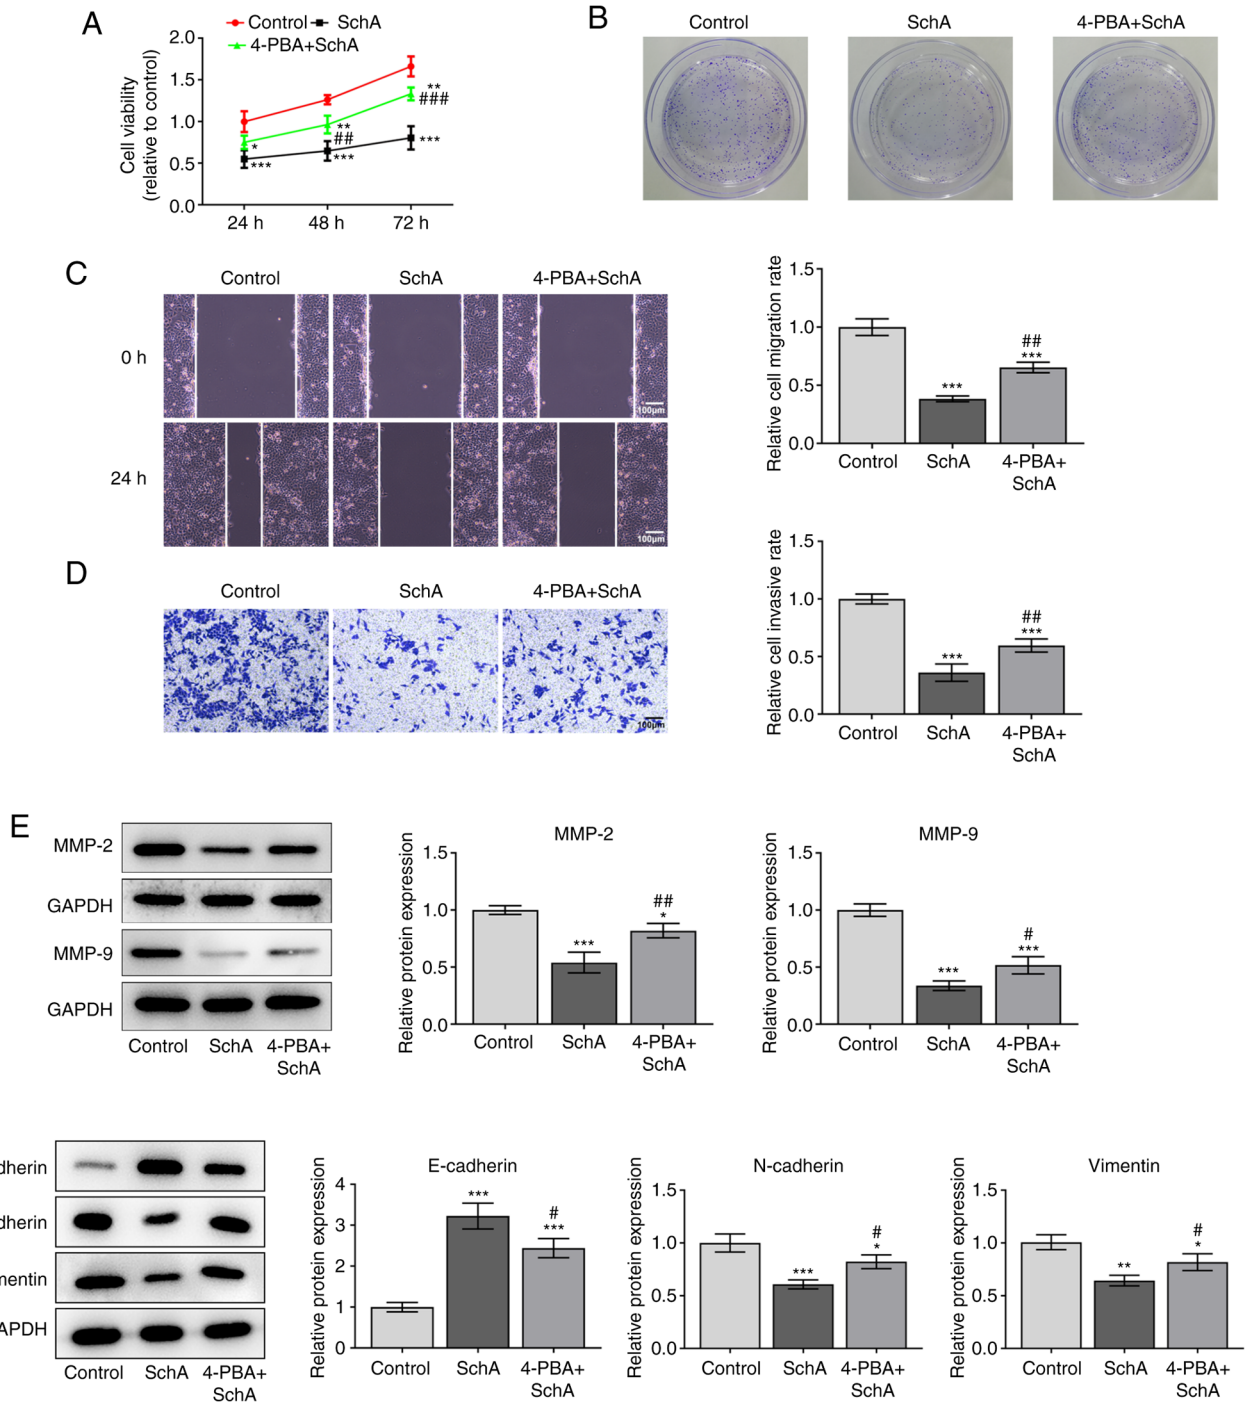 A
Control
SchA
4-PBA+SchA
Cell viability
(relative to control)
2.0
1.5
1.0
0.5
0.0
**
###
**
##
***
*
***
***
24 h
48 h
72 h
B
Control
SchA
4-PBA+SchA
C
Control
SchA
4-PBA+SchA
0 h
100µm
24 h
100µm
Relative cell migration rate
1.5
1.0
0.5
0.0
***
##
***
Control
SchA
4-PBA+
SchA
D
Control
SchA
4-PBA+SchA
100µm
Relative cell invasive rate
1.5
1.0
0.5
0.0
***
##
***
Control
SchA
4-PBA+
SchA
E
MMP-2
GAPDH
MMP-9
GAPDH
Control
SchA
4-PBA+
SchA
MMP-2
Relative protein expression
1.5
1.0
0.5
0.0
***
##
*
Control
SchA
4-PBA+
SchA
MMP-9
Relative protein expression
1.5
1.0
0.5
0.0
***
#
***
Control
SchA
4-PBA+
SchA
dherin
dherin
nentin
APDH
Control
SchA
4-PBA+
SchA
E-cadherin
Relative protein expression
4
3
2
1
0
***
#
***
Control
SchA
4-PBA+
SchA
N-cadherin
Relative protein expression
1.5
1.0
0.5
0.0
***
#
*
Control
SchA
4-PBA+
SchA
Vimentin
Relative protein expression
1.5
1.0
0.5
0.0
**
#
*
Control
SchA
4-PBA+
SchA